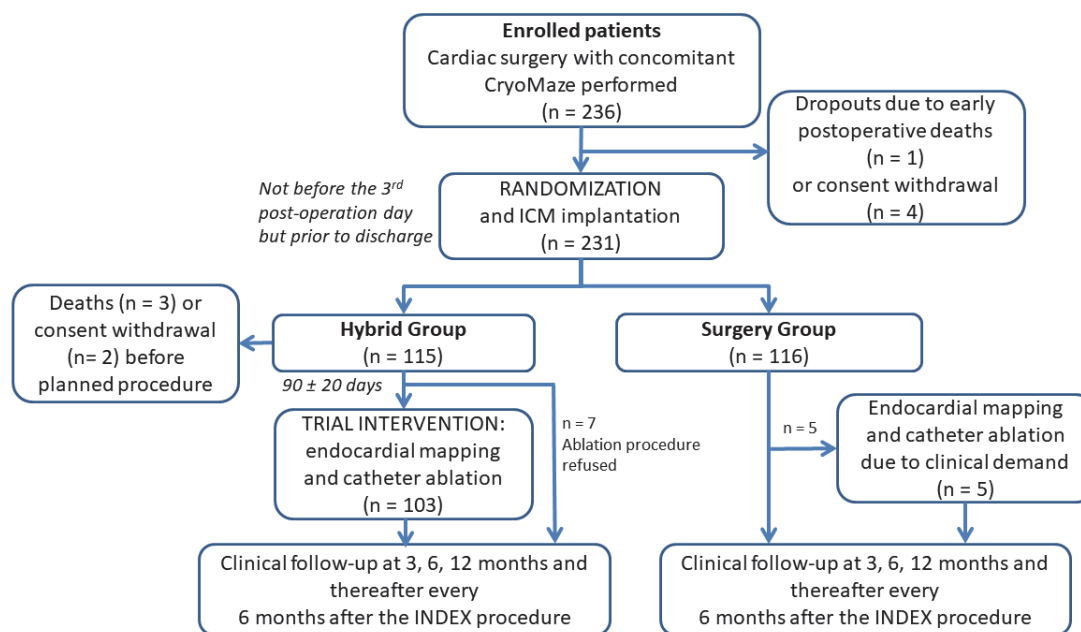 Enrolled patients
Cardiac surgery with concomitant
CryoMaze performed
(n = 236)
Dropouts due to early
postoperative deaths
(n = 1)
or consent withdrawal
(n = 4)
Not before the 3rd
post-operation day
but prior to discharge
RANDOMIZATION
and ICM implantation
(n = 231)
Deaths (n = 3) or
consent withdrawal
(n= 2) before
planned procedure
Hybrid Group
(n = 115)
Surgery Group
(n = 116)
90 ± 20 days
TRIAL INTERVENTION:
endocardial mapping
and catheter ablation
(n = 103)
n = 7
Ablation procedure
refused
n = 5
Endocardial mapping
and catheter ablation
due to clinical demand
(n = 5)
Clinical follow-up at 3, 6, 12 months and
thereafter every
6 months after the INDEX procedure
Clinical follow-up at 3, 6, 12 months and
thereafter every
6 months after the INDEX procedure